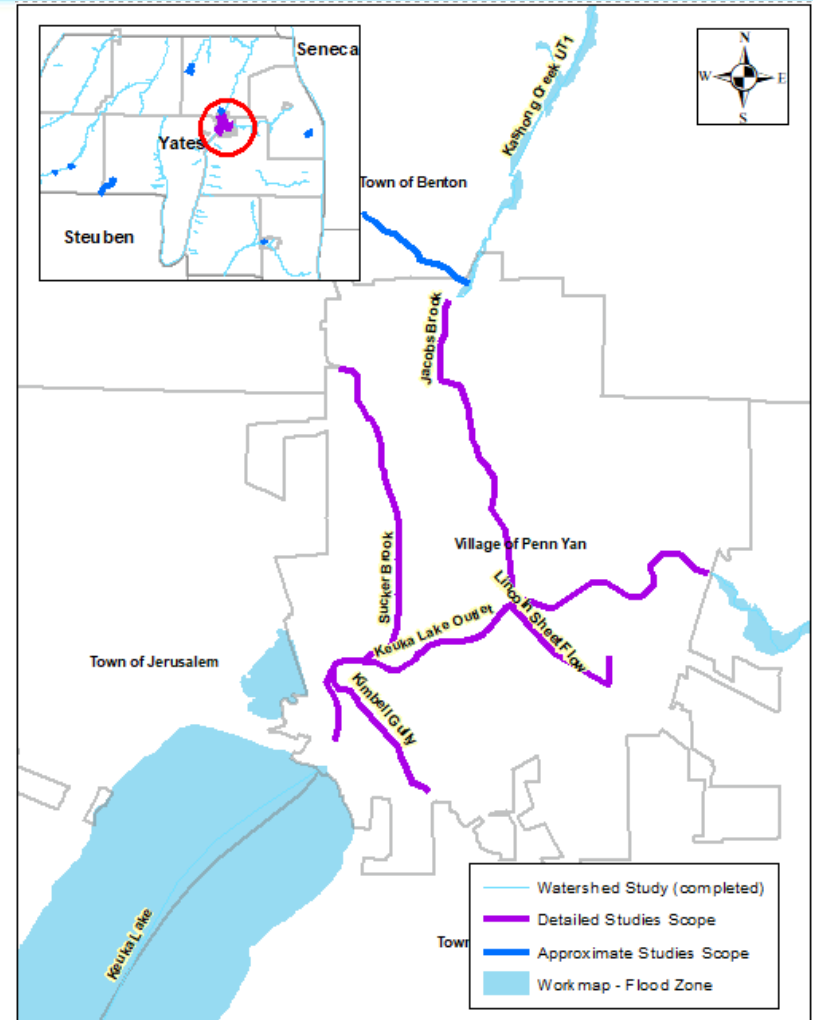 Seneca
Yates
Steuben
N
W
E
S
Kashong Creek UT1
Town of Benton
Jacobs Brook
Sucker Brook
Village of Penn Yan
Lincoln Sheet Flow
Keuka Lake Outlet
Town of Jerusalem
Kimbell Gully
Keuka Lake
Town
Watershed Study (completed)
Detailed Studies Scope
Approximate Studies Scope
Workmap - Flood Zone